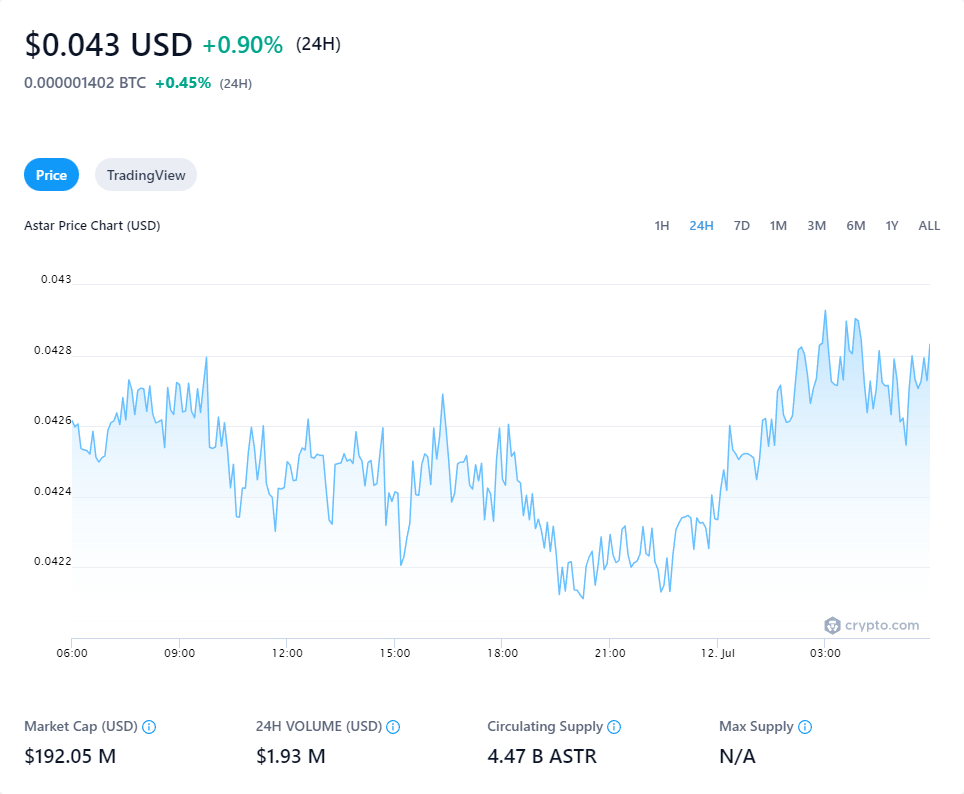 $0.043 USD +0.90% (24H)
0.000001402 BTC +0.45% (24H)
Price TradingView
Astar Price Chart (USD) 1H 24H 7D 1M 3M 6M 1Y ALL
0.043
0.0428
0.0426
0.0424
0.0422
crypto.com
06:00 09:00 12:00 15:00 18:00 21:00 12. Jul 03:00
Market Cap (USD) 24H VOLUME (USD) Circulating Supply Max Supply
$192.05 M $1.93 M 4.47 B ASTR N/A